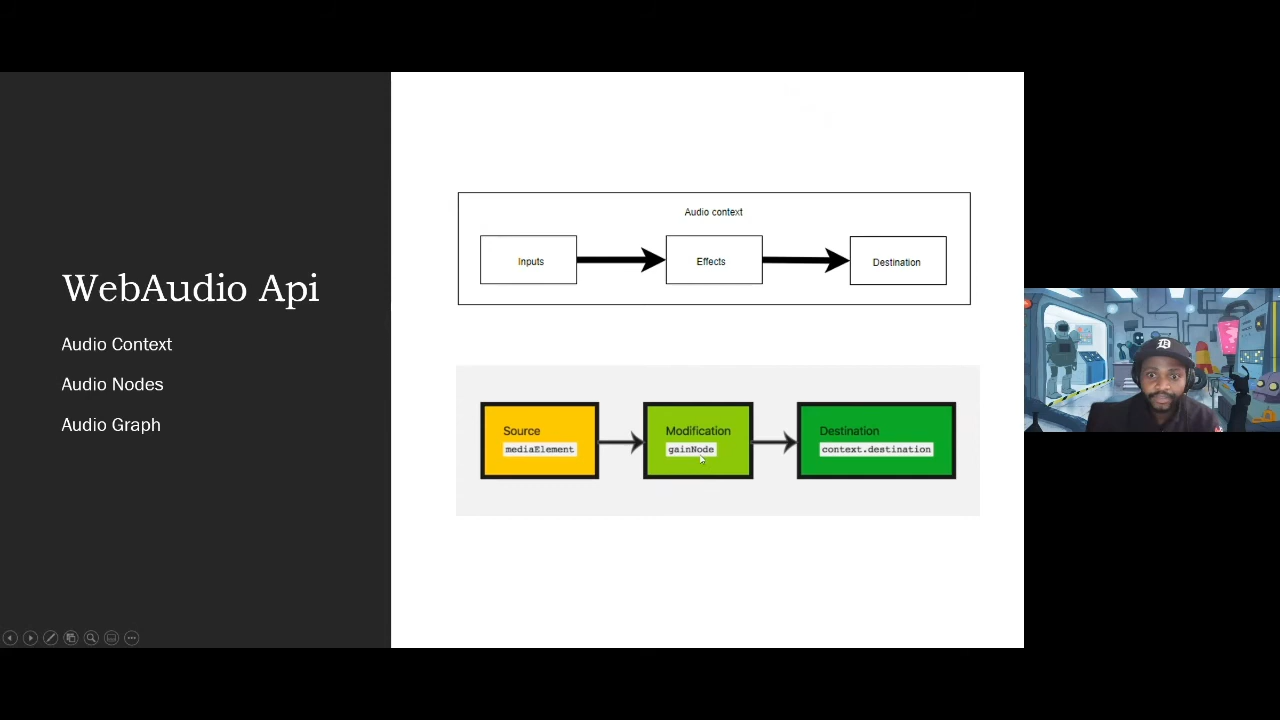 WebAudio Api
Audio Context
Audio Nodes
Audio Graph
Audio context
Inputs
Effects
Destination
Source
mediaElement
Modification
gainNode
Destination
context.destination
D